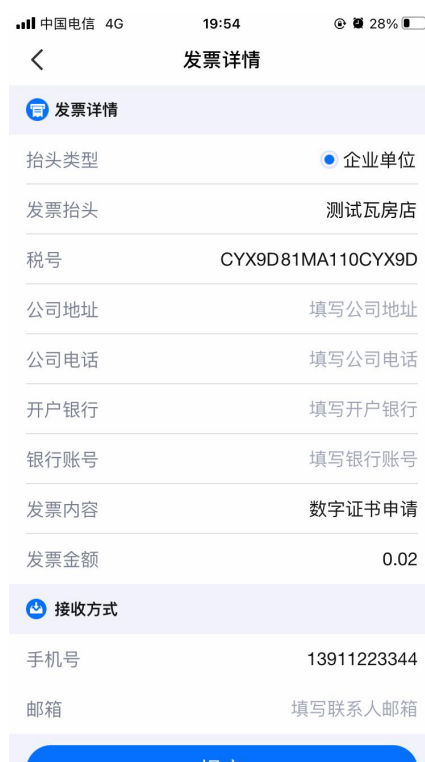 中国电信 4G 19:54 28%
发票详情
发票详情
抬头类型 企业单位
发票抬头 测试瓦房店
税号 CYX9D81MA110CYX9D
公司地址 填写公司地址
公司电话 填写公司电话
开户银行 填写开户银行
银行账号 填写银行账号
发票内容 数字证书申请
发票金额 0.02
接收方式
手机号 13911223344
邮箱 填写联系人邮箱